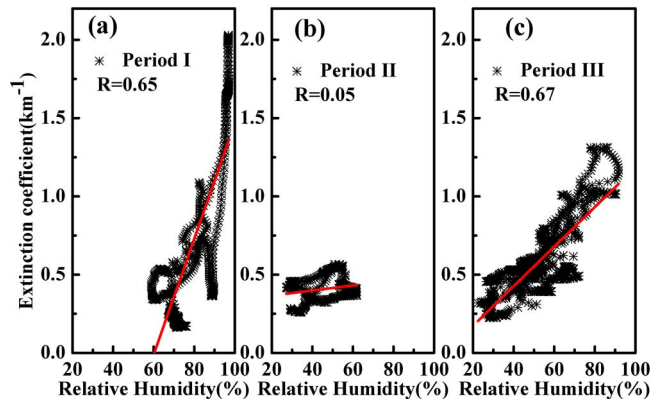 (a)
Period I
R=0.65
(b)
Period II
R=0.05
(c)
Period III
R=0.67
Extinction coefficient(km⁻¹)
2.0
1.5
1.0
0.5
0.0
2.0
1.5
1.0
0.5
0.0
2.0
1.5
1.0
0.5
0.0
20 40 60 80 100
20 40 60 80 100
20 40 60 80 100
Relative Humidity(%)
Relative Humidity(%)
Relative Humidity(%)